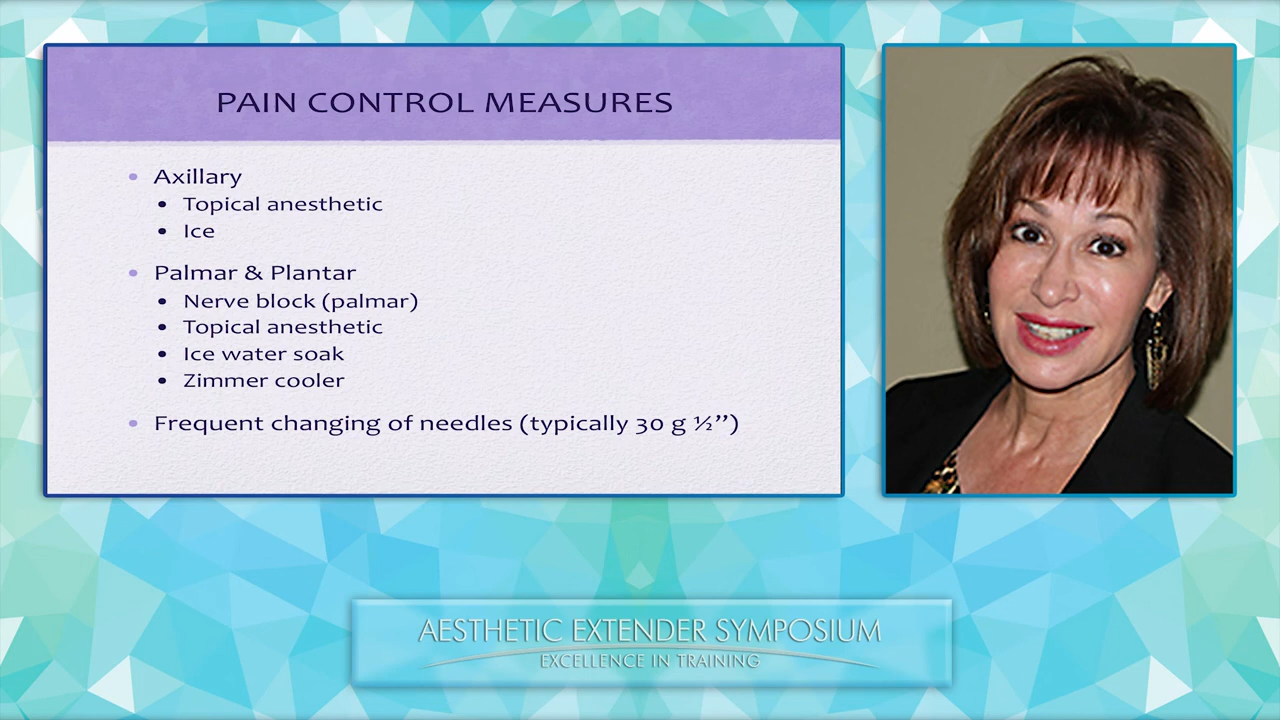 PAIN CONTROL MEASURES
• Axillary
• Topical anesthetic
• Ice
• Palmar & Plantar
• Nerve block (palmar)
• Topical anesthetic
• Ice water soak
• Zimmer cooler
• Frequent changing of needles (typically 30 g ½”)
AESTHETIC EXTENDER SYMPOSIUM
EXCELLENCE IN TRAINING